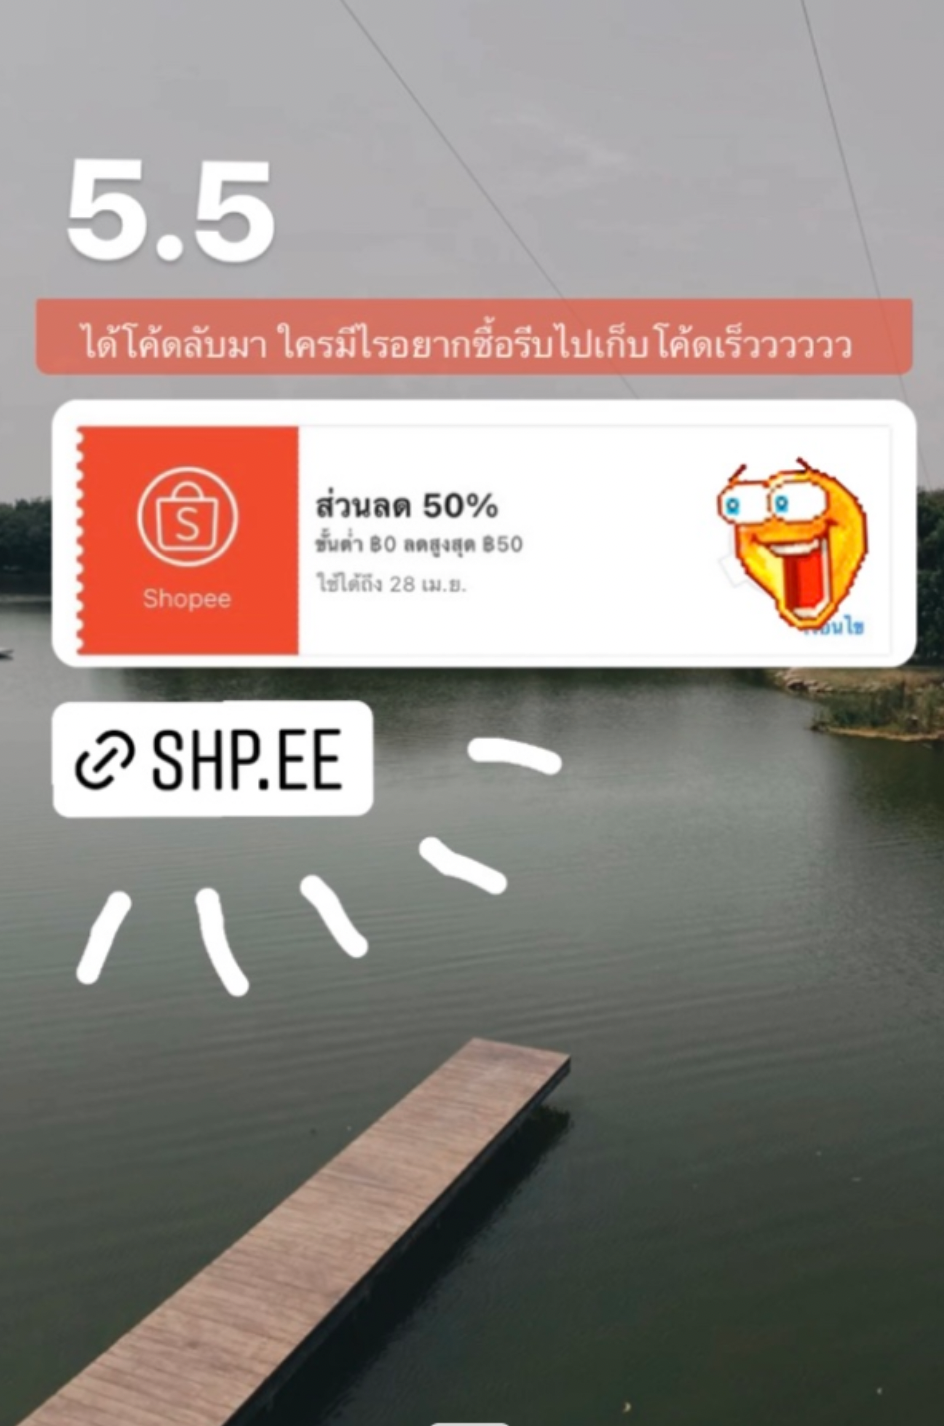 5.5
ได้โค้ดลับมา ใครมีไรอยากซื้อรีบไปเก็บโค้ดเร็วววววว
ส่วนลด 50%
ขั้นต่ำ ฿0 ลดสูงสุด ฿50
ใช้ได้ถึง 28 เม.ย.
S
Shopee
SHP.EE